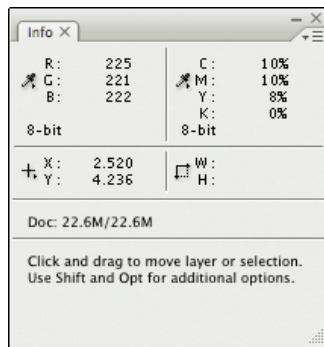 Info
R: 225 C: 10%
G: 221 M: 10%
B: 222 Y: 8%
K: 0%
8-bit 8-bit
X: 2.520 W:
Y: 4.236 H:
Doc: 22.6M/22.6M
Click and drag to move layer or selection.
Use Shift and Opt for additional options.